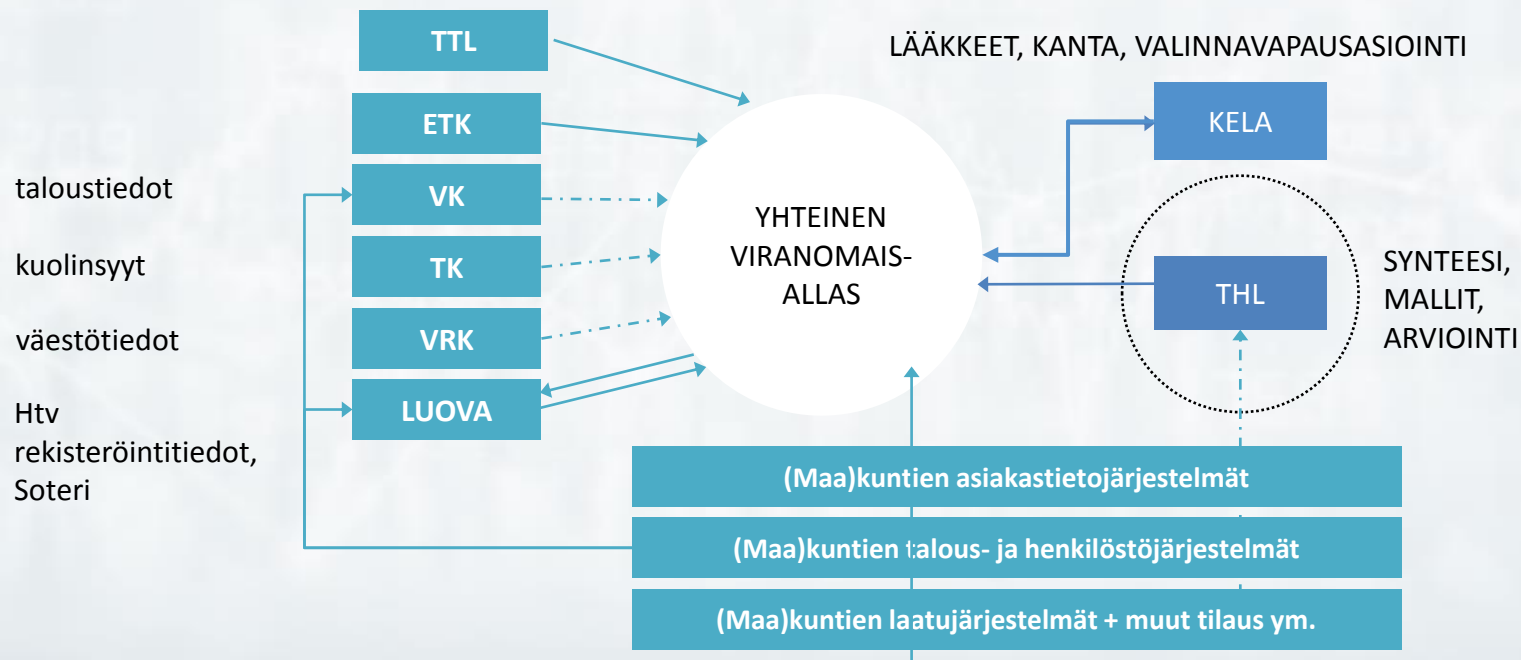 TTL
LÄÄKKEET, KANTA, VALINNAVAPAUSASIOINTI
ETK
KELA
taloustiedot
VK
YHTEINEN
VIRANOMAIS-
ALLAS
kuolinsyyt
TK
THL
SYNTEESI,
MALLIT,
ARVIOINTI
väestötiedot
VRK
Htv
rekisteröintitiedot,
Soteri
LUOVA
(Maa)kuntien asiakastietojärjestelmät
(Maa)kuntien talous- ja henkilöstöjärjestelmät
(Maa)kuntien laatujärjestelmät + muut tilaus ym.